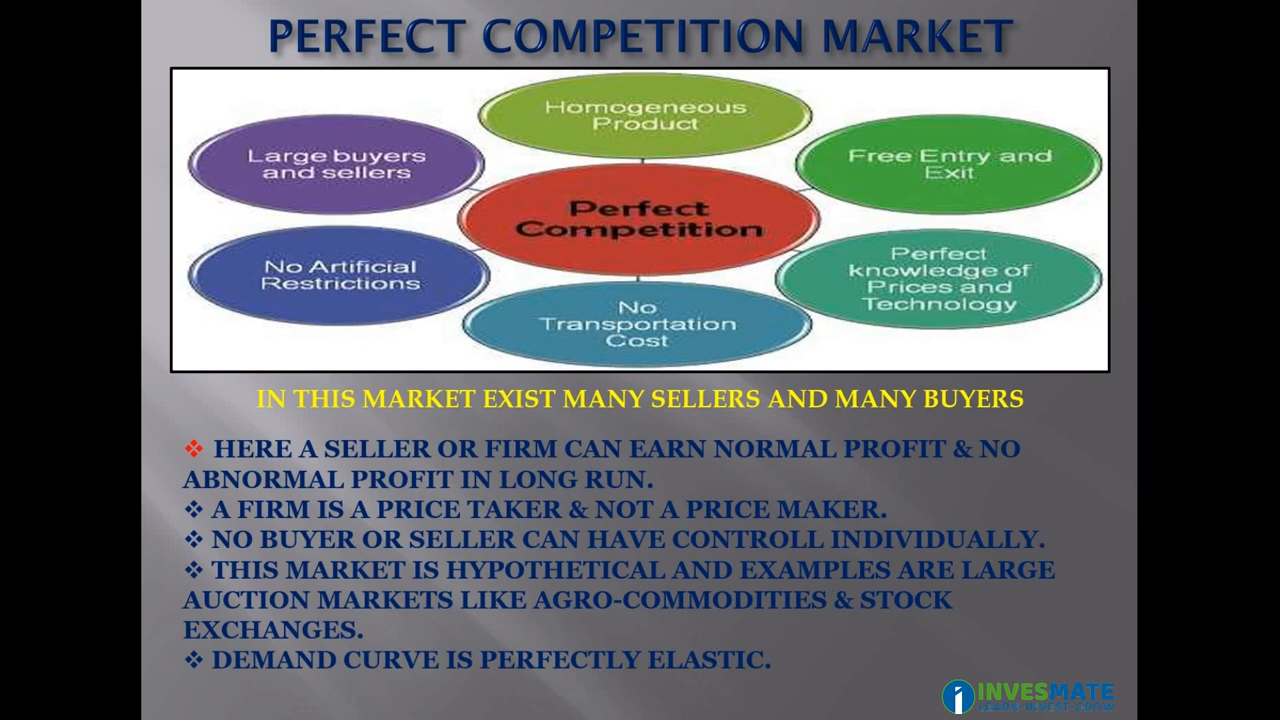 PERFECT COMPETITION MARKET
Homogeneous
Product
Large buyers
and sellers
Free Entry and
Exit
Perfect
Competition
No Artificial
Restrictions
Perfect
knowledge of
Prices and
Technology
No
Transportation
Cost
IN THIS MARKET EXIST MANY SELLERS AND MANY BUYERS
❖ HERE A SELLER OR FIRM CAN EARN NORMAL PROFIT & NO
ABNORMAL PROFIT IN LONG RUN.
❖ A FIRM IS A PRICE TAKER & NOT A PRICE MAKER.
❖ NO BUYER OR SELLER CAN HAVE CONTROLL INDIVIDUALLY.
❖ THIS MARKET IS HYPOTHETICAL AND EXAMPLES ARE LARGE
AUCTION MARKETS LIKE AGRO-COMMODITIES & STOCK
EXCHANGES.
❖ DEMAND CURVE IS PERFECTLY ELASTIC.
INVESMATE